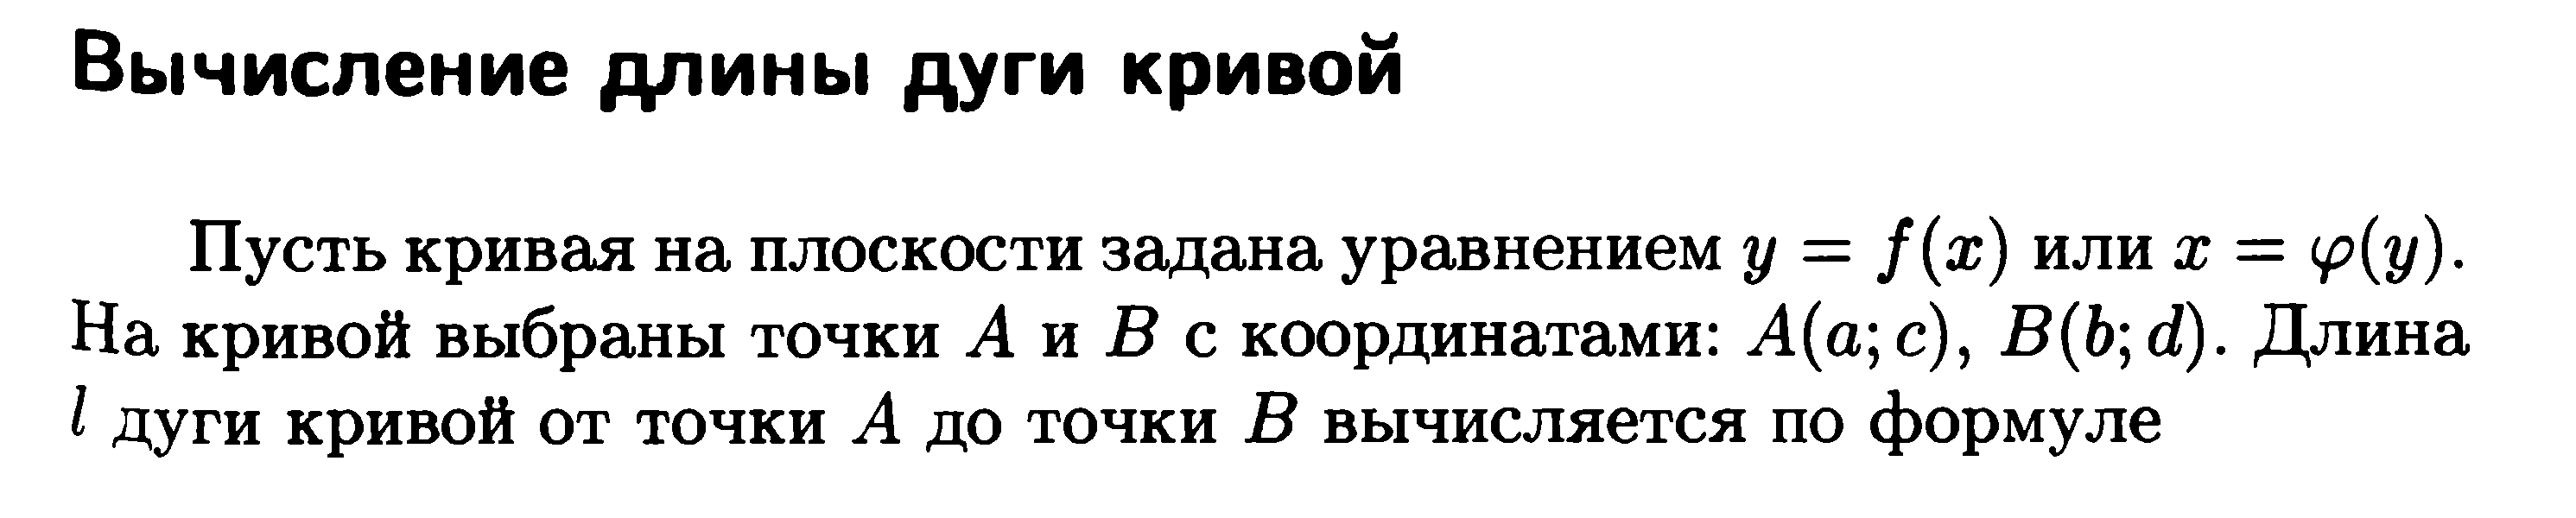 Вычисление длины дуги кривой
Пусть кривая на плоскости задана уравнением y = f(x) или x = φ(y).
На кривой выбраны точки A и B с координатами: A(a; c), B(b; d). Длина
l дуги кривой от точки A до точки B вычисляется по формуле